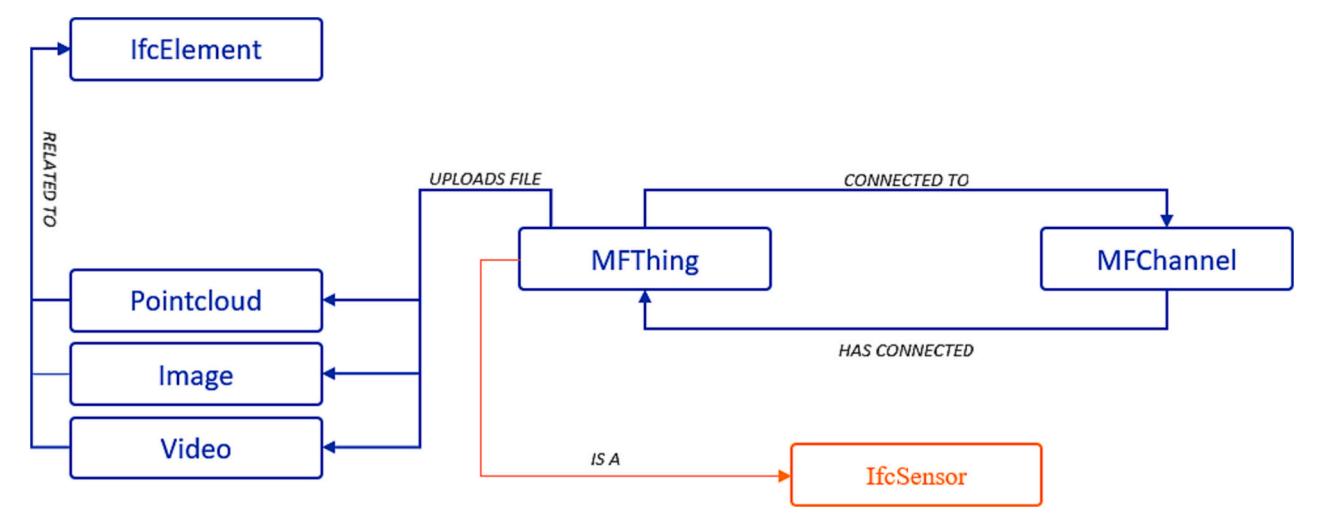 IfcElement
RELATED TO
UPLOADS FILE
CONNECTED TO
MFThing
MFChannel
Pointcloud
HAS CONNECTED
Image
Video
IS A
IfcSensor